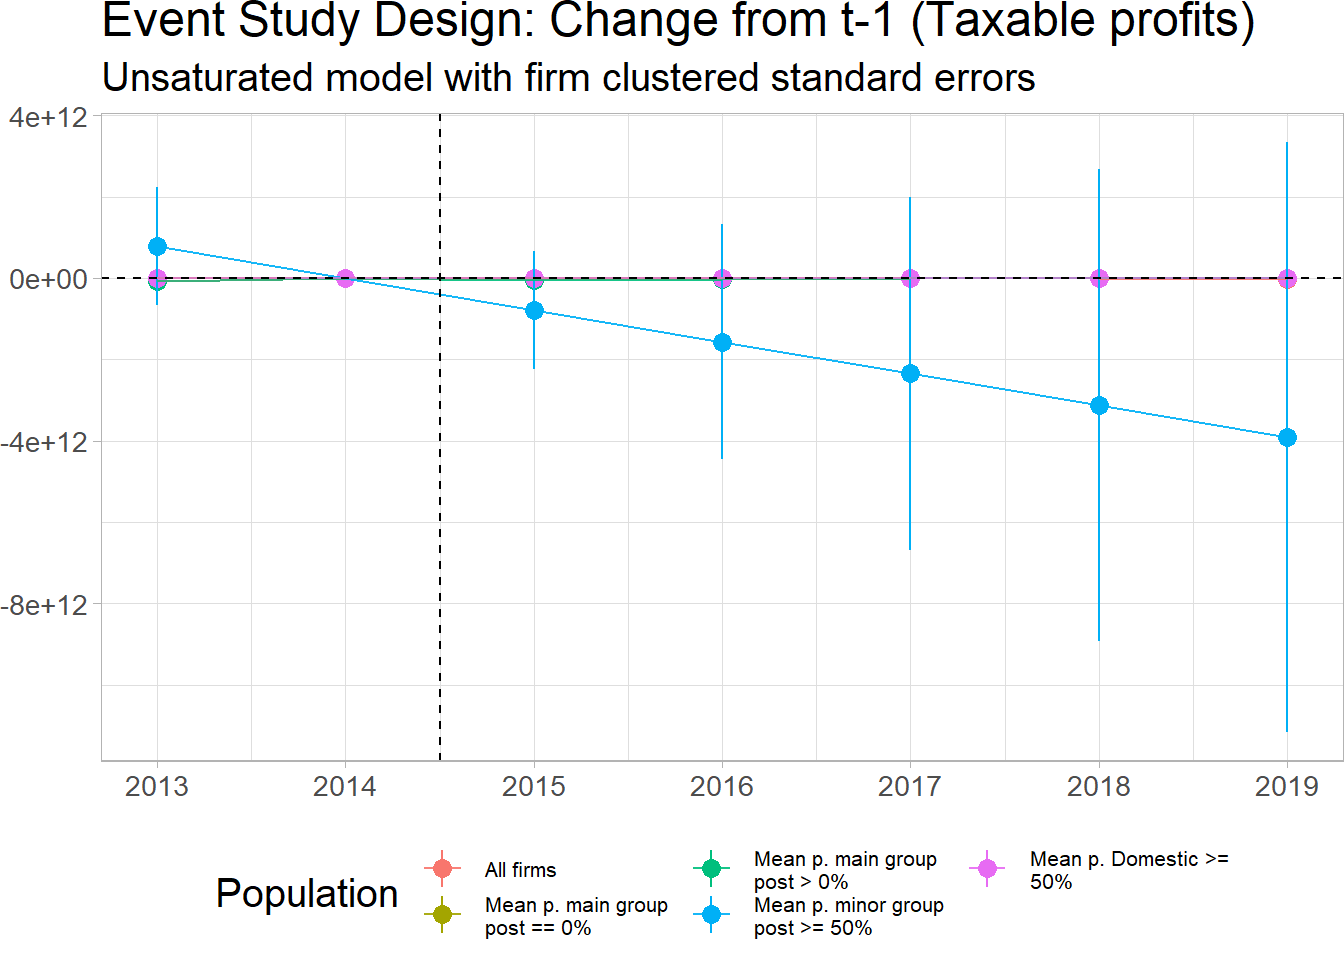 Event Study Design: Change from t-1 (Taxable profits)
Unsaturated model with firm clustered standard errors
4e+12
0e+00
-4e+12
-8e+12
2013
2014
2015
2016
2017
2018
2019
Population
All firms
Mean p. main group
post == 0%
Mean p. main group
post > 0%
Mean p. minor group
post >= 50%
Mean p. Domestic >=
50%